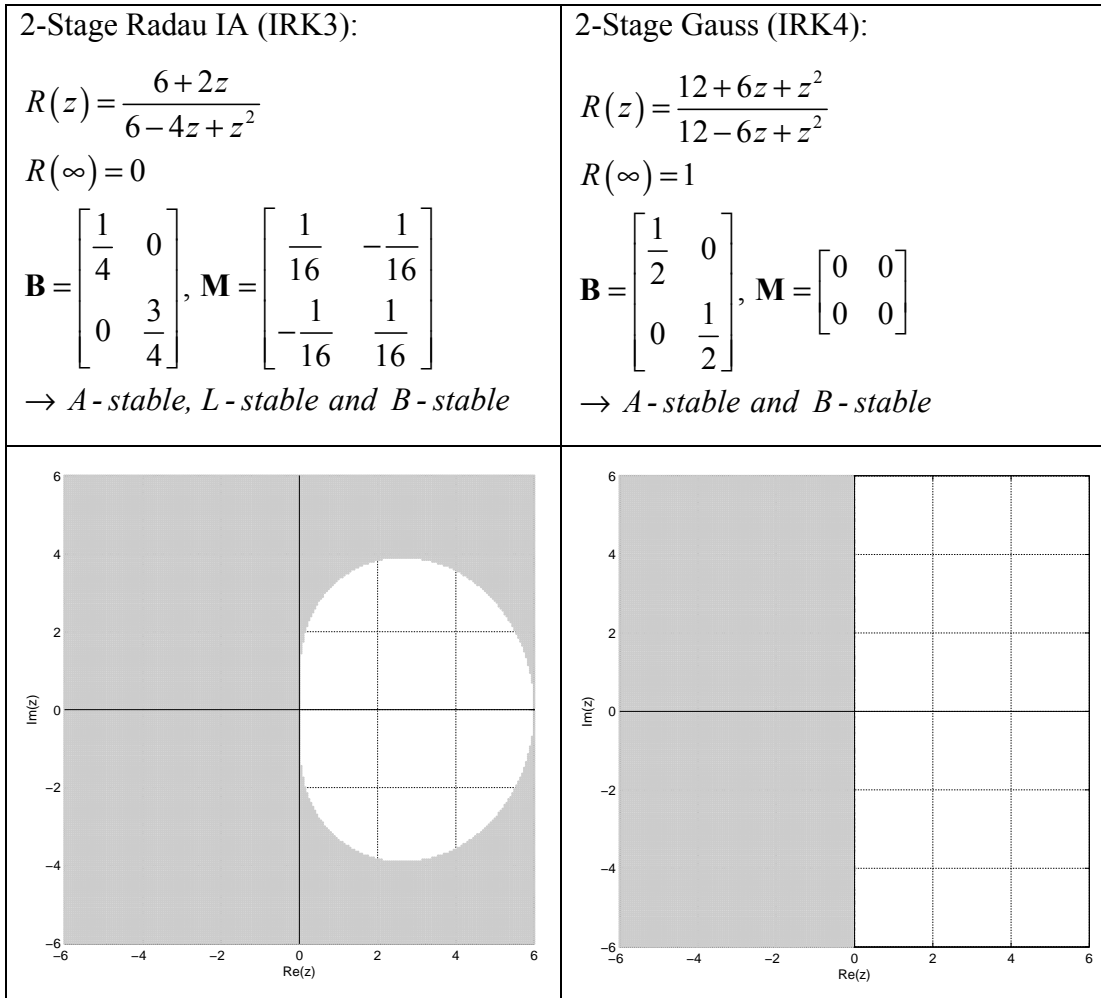 2-Stage Radau IA (IRK3):
R(z) = (6 + 2z)/(6 − 4z + z²)
R(∞) = 0
B = [1/4 0; 0 3/4], M = [1/16 −1/16; −1/16 1/16]
→ A - stable, L - stable and B - stable
2-Stage Gauss (IRK4):
R(z) = (12 + 6z + z²)/(12 − 6z + z²)
R(∞) = 1
B = [1/2 0; 0 1/2], M = [0 0; 0 0]
→ A - stable and B - stable
6
4
2
0
−2
−4
−6
Im(z)
−6 −4 −2 0 2 4 6
Re(z)
6
4
2
0
−2
−4
−6
Im(z)
−6 −4 −2 0 2 4 6
Re(z)